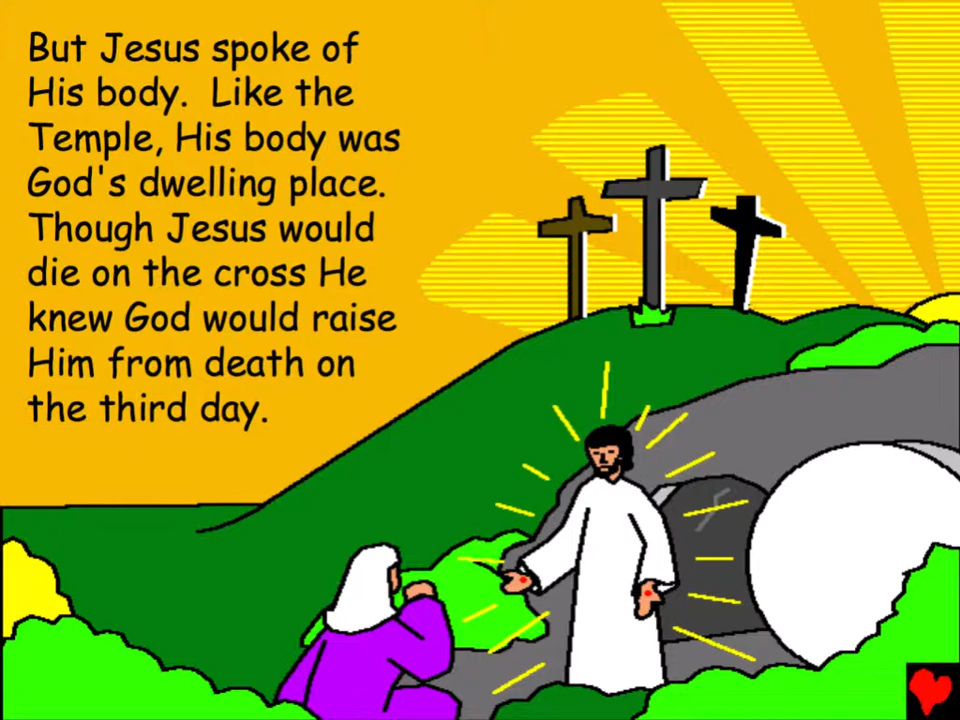 But Jesus spoke of
His body.  Like the
Temple, His body was
God's dwelling place.
Though Jesus would
die on the cross He
knew God would raise
Him from death on
the third day.